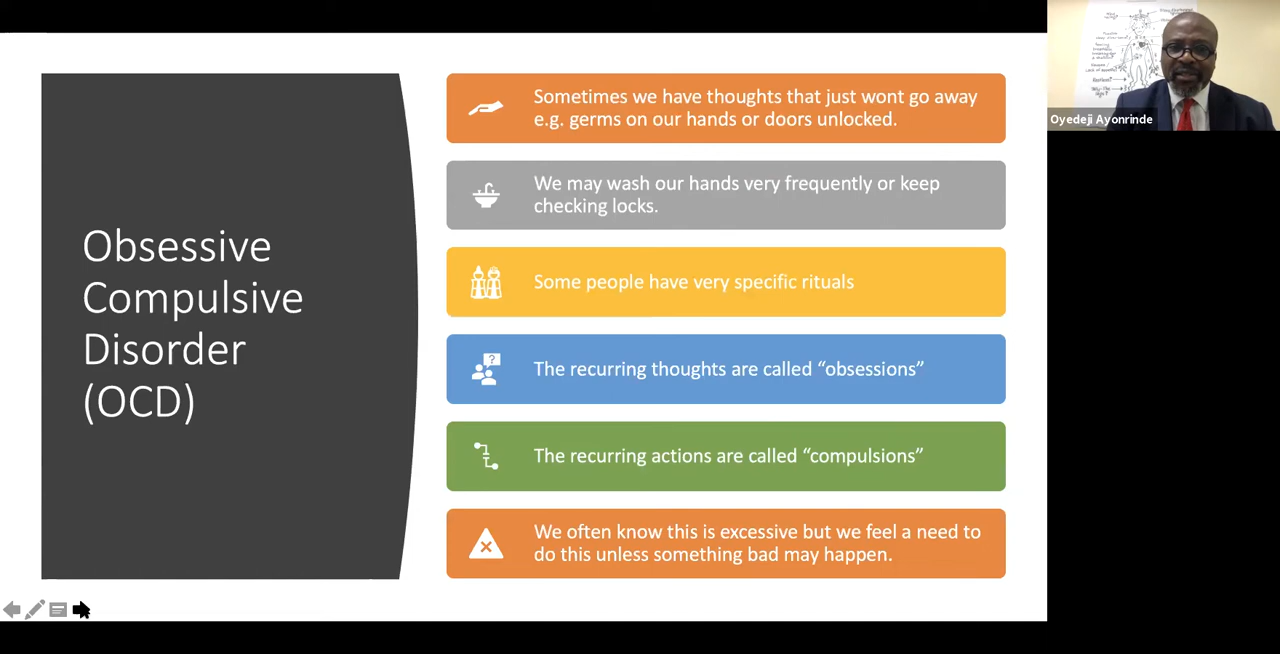 Obsessive
Compulsive
Disorder
(OCD)
Sometimes we have thoughts that just wont go away
e.g. germs on our hands or doors unlocked.
We may wash our hands very frequently or keep
checking locks.
Some people have very specific rituals
?
The recurring thoughts are called “obsessions”
The recurring actions are called “compulsions”
We often know this is excessive but we feel a need to
do this unless something bad may happen.
Oyedeji Ayonrinde